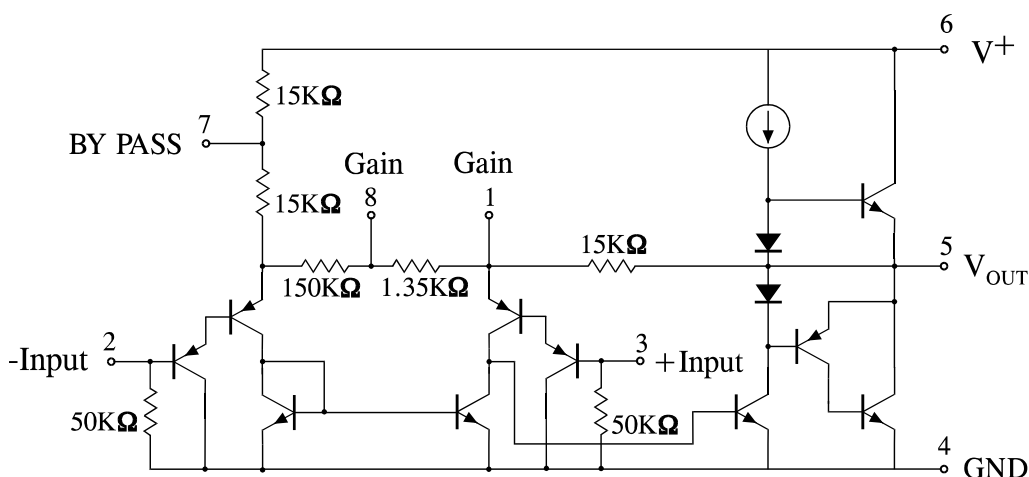 6
V+
15KΩ
7
BY PASS
Gain
Gain
8
1
15KΩ
15KΩ
5
VOUT
150KΩ
1.35KΩ
2
-Input
3
+Input
50KΩ
50KΩ
4
GND